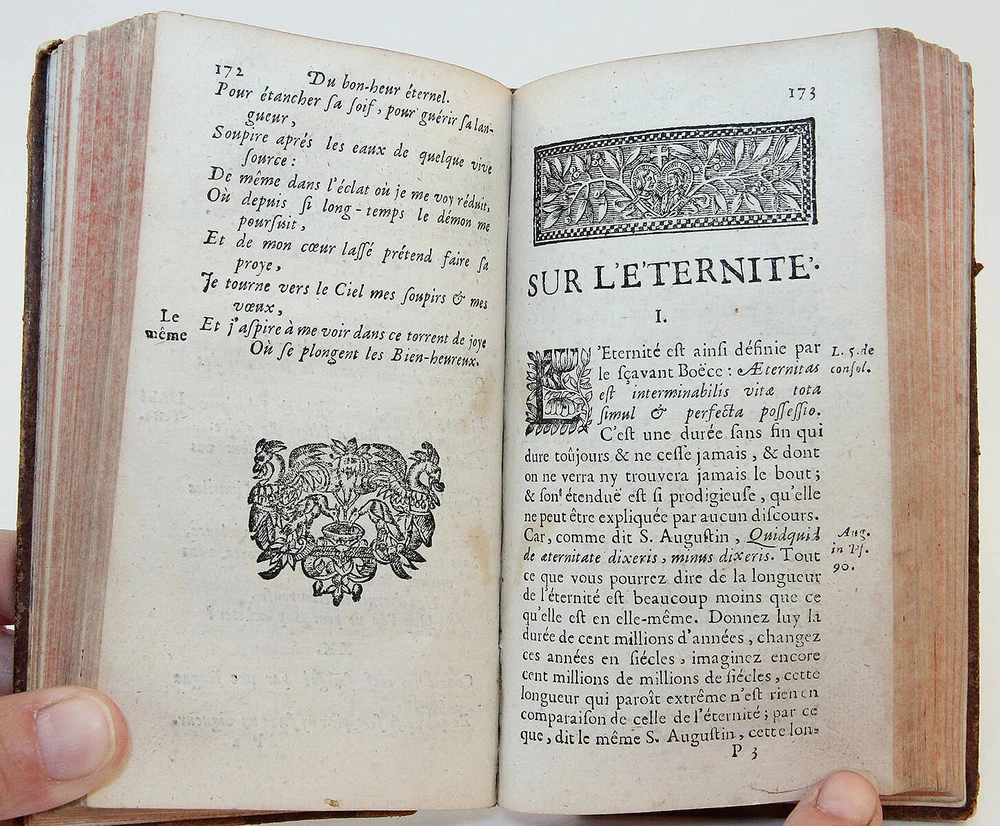 172 Du bon-heur éternel.
Pour étancher ſa ſoif, pour guérir ſa lan-
gueur,
Soupire aprés les eaux de quelque vive
ſource :
De même dans l'éclat où je me voy réduit,
Où depuis ſi long-temps le démon me
pourſuit,
Et de mon cœur laſſé prétend faire ſa
proye,
Je tourne vers le Ciel mes ſoupirs & mes
vœux,
Le
même
Et j'aſpire à me voir dans ce torrent de joye
Où ſe plongent les Bien-heureux.
173
SUR L'E'TERNITE'.
I.
E'Eternité eſt ainſi définie par
le ſçavant Boëce : Æternitas
eſt interminabilis vitæ tota
ſimul & perfecta poſſeſſio.
L. 5. de
conſol.
C'eſt une durée ſans fin qui
dure toûjours & ne ceſſe jamais, & dont
on ne verra ny trouvera jamais le bout ;
& ſon étenduë eſt ſi prodigieuſe, qu'elle
ne peut être expliquée par aucun diſcours.
Car, comme dit S. Auguſtin, Quidquid
de æternitate dixeris, minus dixeris. Tout
Aug.
in Pſ.
90.
ce que vous pourrez dire de la longueur
de l'éternité eſt beaucoup moins que ce
qu'elle eſt en elle-même. Donnez luy la
durée de cent millions d'années, changez
ces années en ſiécles, imaginez encore
cent millions de millions de ſiécles, cette
longueur qui paroît extrême n'eſt rien en
comparaiſon de celle de l'éternité ; par ce
que, dit le même S. Auguſtin, cette lon-
P 3